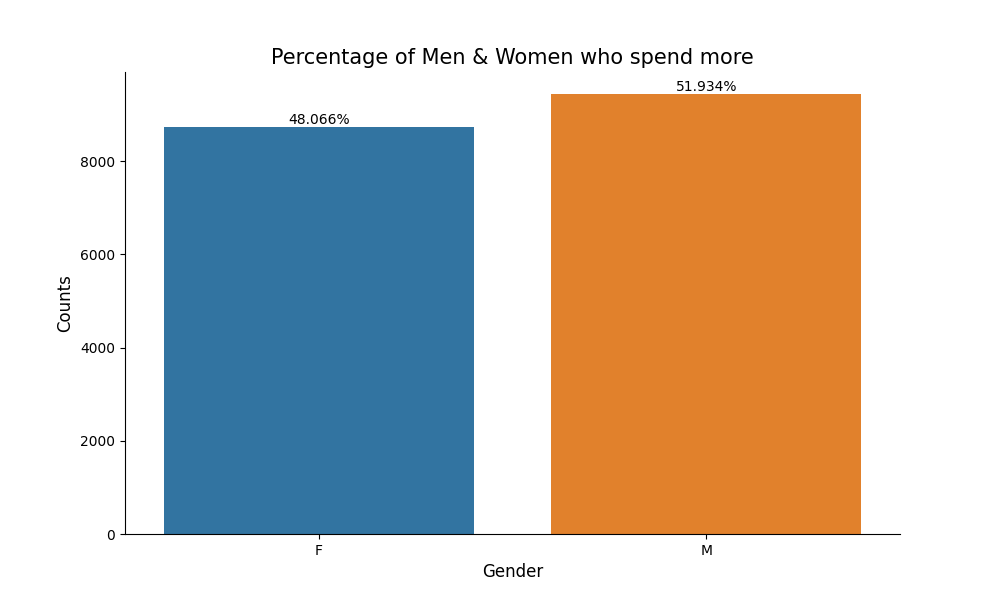 Percentage of Men & Women who spend more
51.934%
48.066%
8000
6000
4000
2000
0
Counts
F
M
Gender